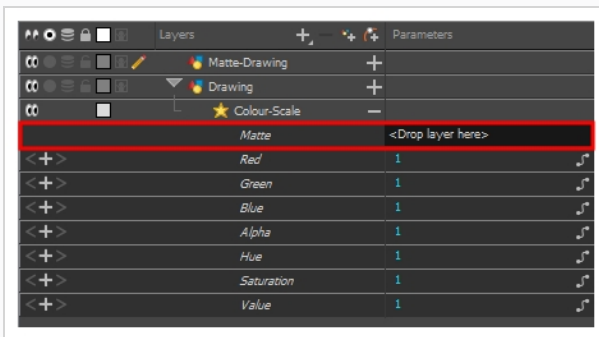 Layers Parameters
Matte-Drawing
Drawing
Colour-Scale
Matte <Drop layer here>
Red 1
Green 1
Blue 1
Alpha 1
Hue 1
Saturation 1
Value 1